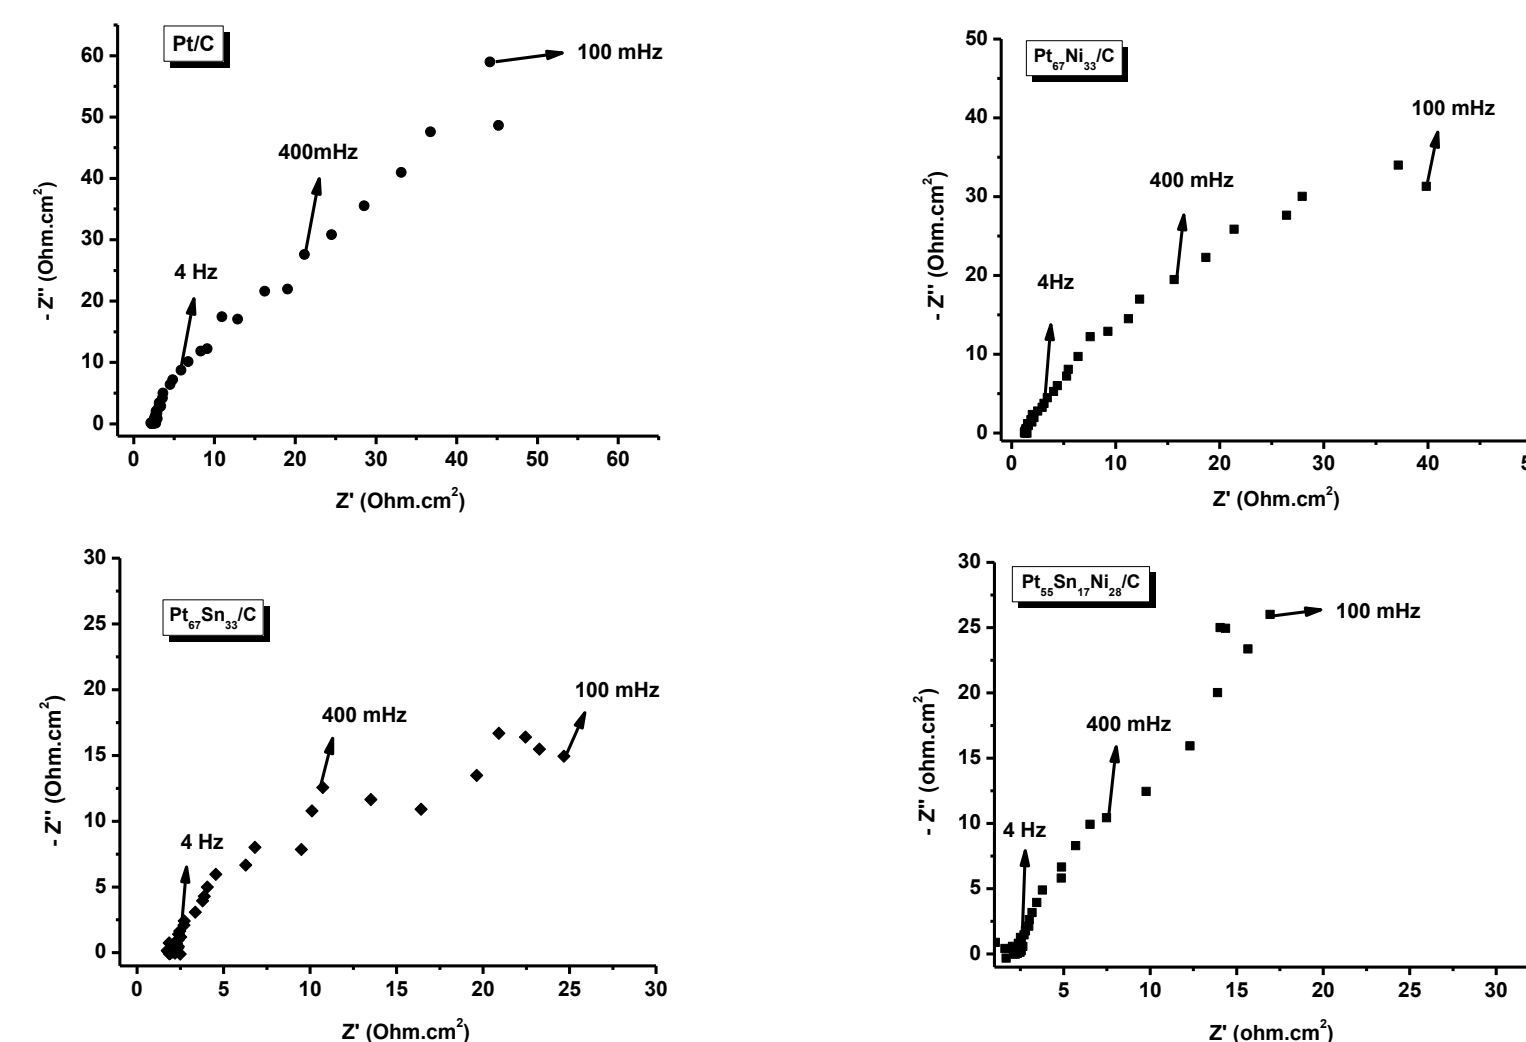 Pt/C
100 mHz
400mHz
4 Hz
- Z'' (Ohm.cm²)
60
50
40
30
20
10
0
0 10 20 30 40 50 60
Z' (Ohm.cm²)
Pt₆₇Ni₃₃/C
100 mHz
400 mHz
4Hz
- Z'' (Ohm.cm²)
50
40
30
20
10
0
0 10 20 30 40
Z' (Ohm.cm²)
Pt₆₇Sn₃₃/C
100 mHz
400 mHz
4 Hz
- Z'' (Ohm.cm²)
30
25
20
15
10
5
0
0 5 10 15 20 25 30
Z' (Ohm.cm²)
Pt₅₅Sn₁₇Ni₂₈/C
100 mHz
400 mHz
4 Hz
- Z'' (ohm.cm²)
30
25
20
15
10
5
0
5 10 15 20 25 30
Z' (ohm.cm²)